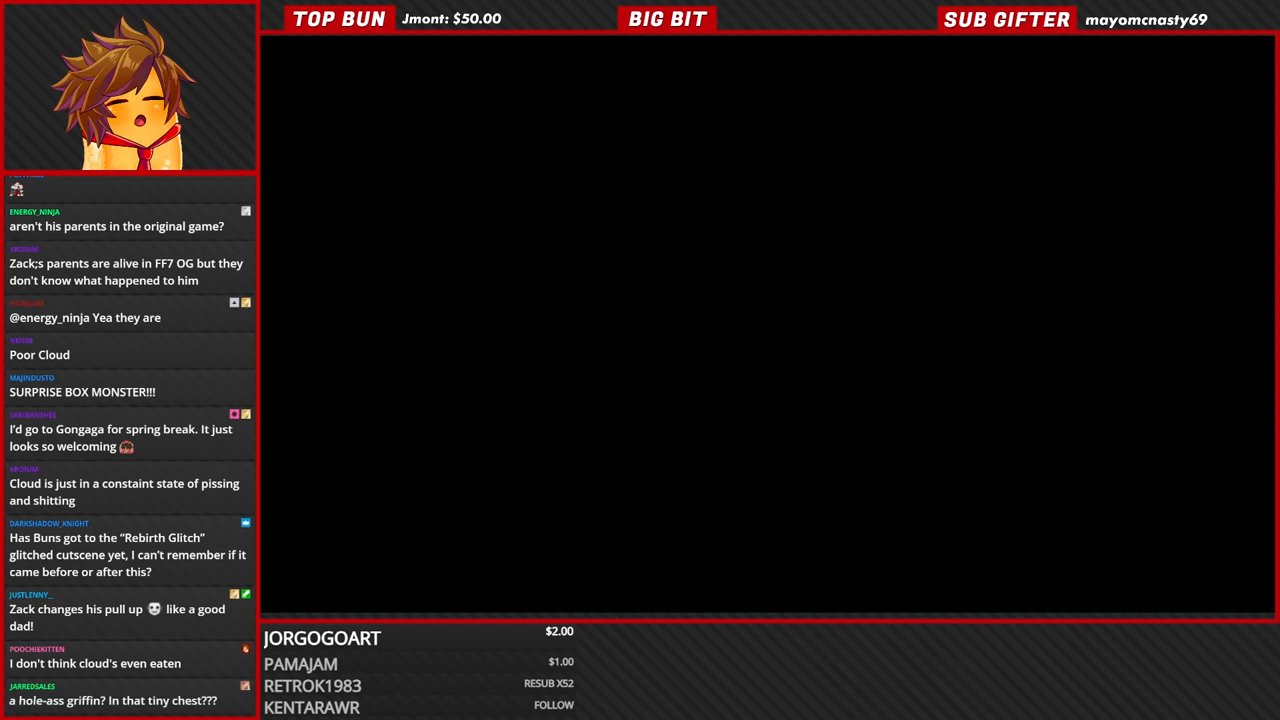 TOP BUN Jmont: $50.00 BIG BIT SUB GIFTER mayomcnasty69
ENERGY_NINJA
aren't his parents in the original game?
KRONIM
Zack;s parents are alive in FF7 OG but they
don't know what happened to him
@energy_ninja Yea they are
Poor Cloud
MAJINDUSTO
SURPRISE BOX MONSTER!!!
SAKIBANSHEE
I'd go to Gongaga for spring break. It just
looks so welcoming
KRONIM
Cloud is just in a constaint state of pissing
and shitting
DARKSHADOW_KNIGHT
Has Buns got to the “Rebirth Glitch”
glitched cutscene yet, I can't remember if it
came before or after this?
JUSTLENNY_
Zack changes his pull up like a good
dad!
POOCHIEKITTEN
I don't think cloud's even eaten
JARREDSALES
a hole-ass griffin? In that tiny chest???
JORGOGOART $2.00
PAMAJAM $1.00
RETROK1983 RESUB X52
KENTARAWR FOLLOW